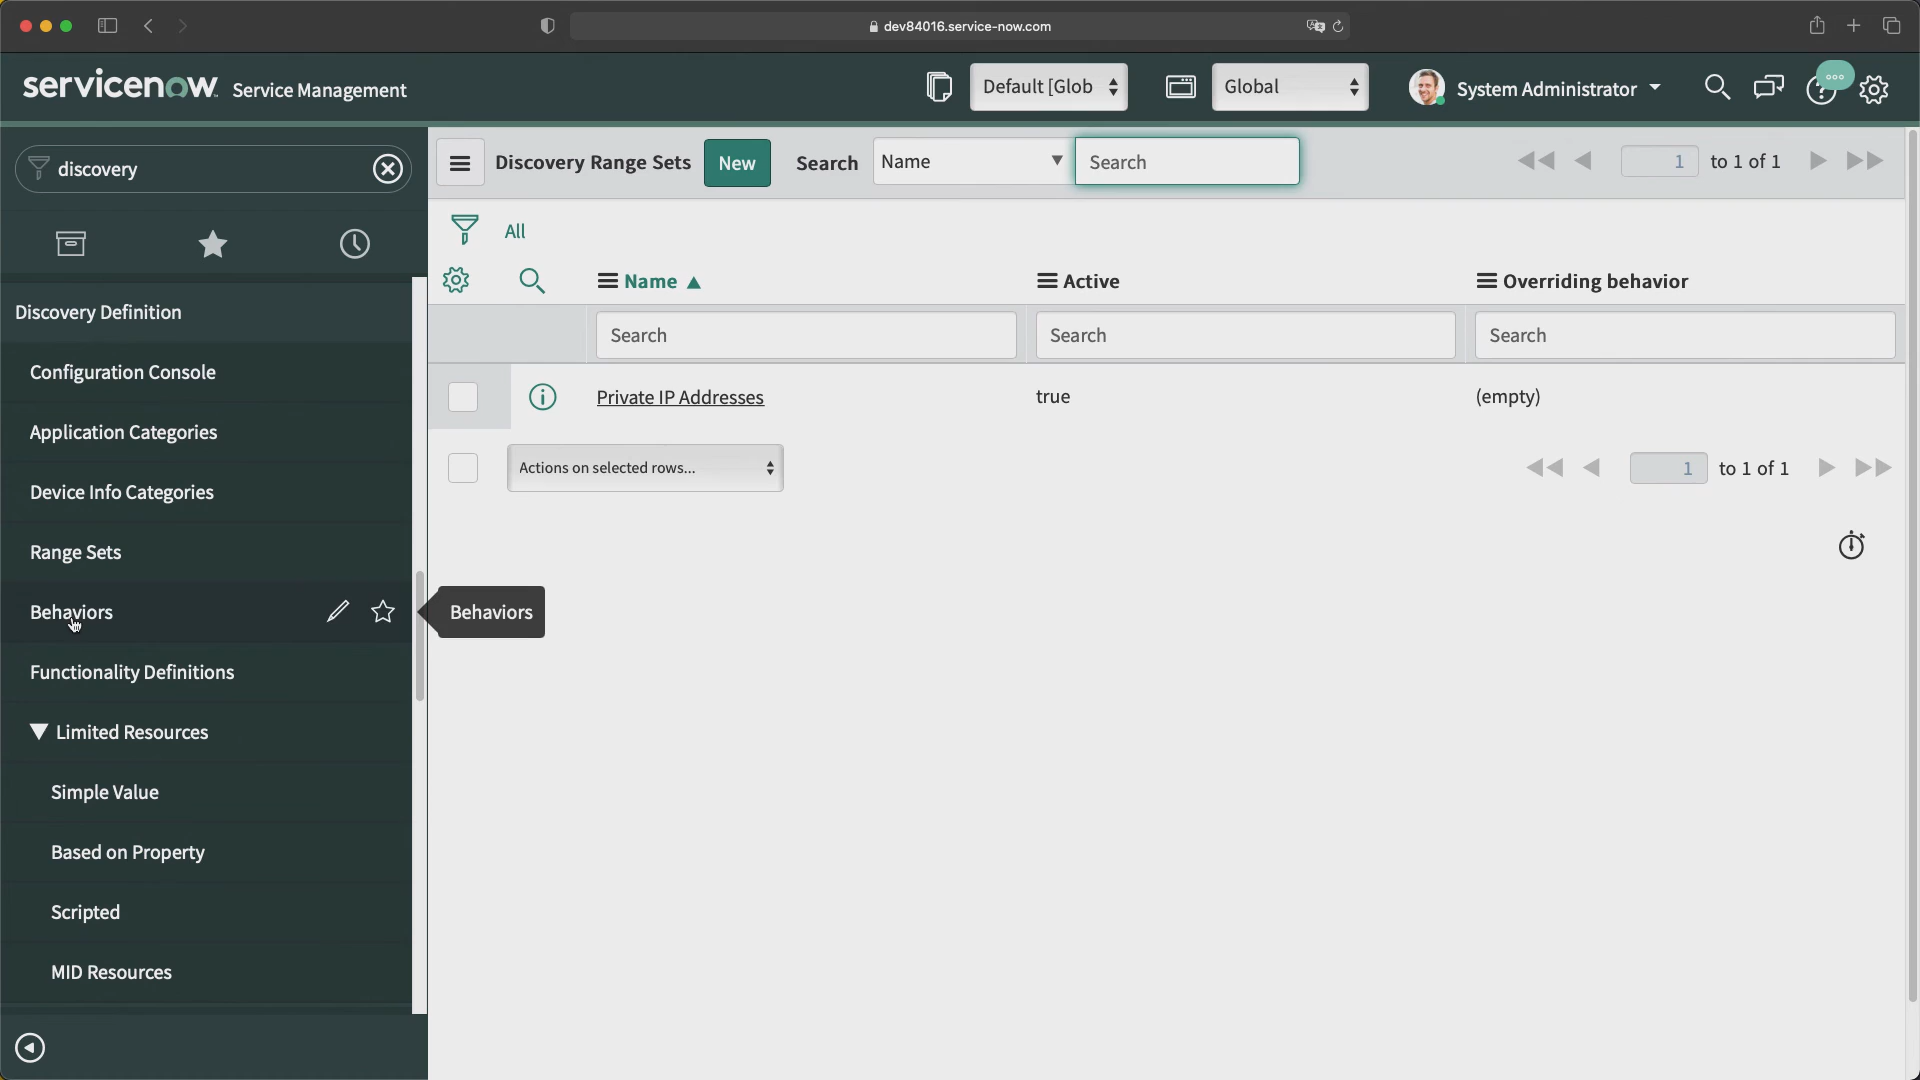 dev84016.service-now.com
servicenow Service Management
Default [Glob
Global
System Administrator
discovery
Discovery Range Sets
New
Search
Name
Search
1 to 1 of 1
All
Name
Active
Overriding behavior
Search
Search
Search
Private IP Addresses
true
(empty)
Actions on selected rows...
1 to 1 of 1
Discovery Definition
Configuration Console
Application Categories
Device Info Categories
Range Sets
Behaviors
Behaviors
Functionality Definitions
Limited Resources
Simple Value
Based on Property
Scripted
MID Resources